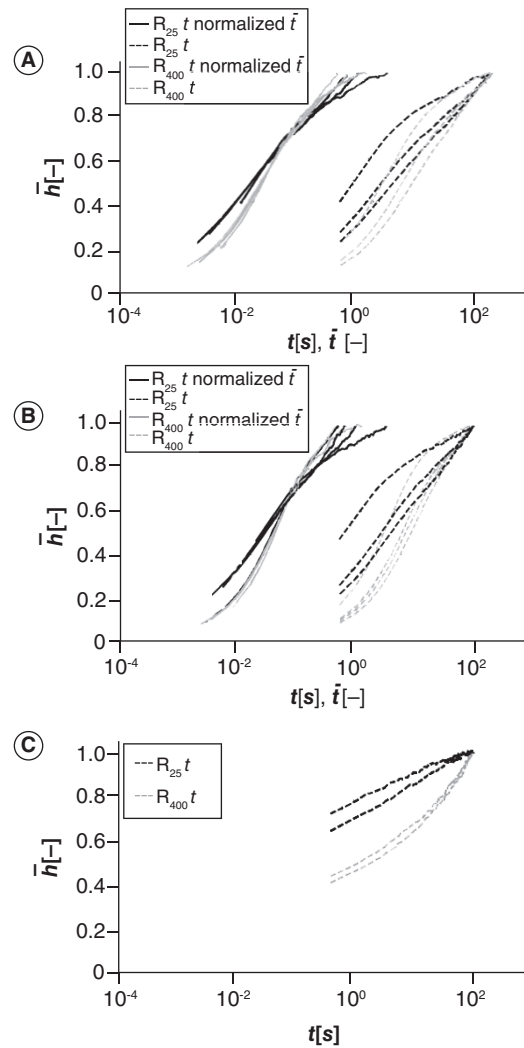 R25 t normalized t̄
R25 t
R400 t normalized t̄
R400 t
A
1.0
0.8
0.6
0.4
0.2
0
h̄[–]
10-4
10-2
100
102
t[s], t̄ [–]
R25 t normalized t̄
R25 t
R400 t normalized t̄
R400 t
B
1.0
0.8
0.6
0.4
0.2
0
h̄[–]
10-4
10-2
100
102
t[s], t̄ [–]
C
R25 t
R400 t
1.0
0.8
0.6
0.4
0.2
0
h̄[–]
10-4
10-2
100
102
t[s]